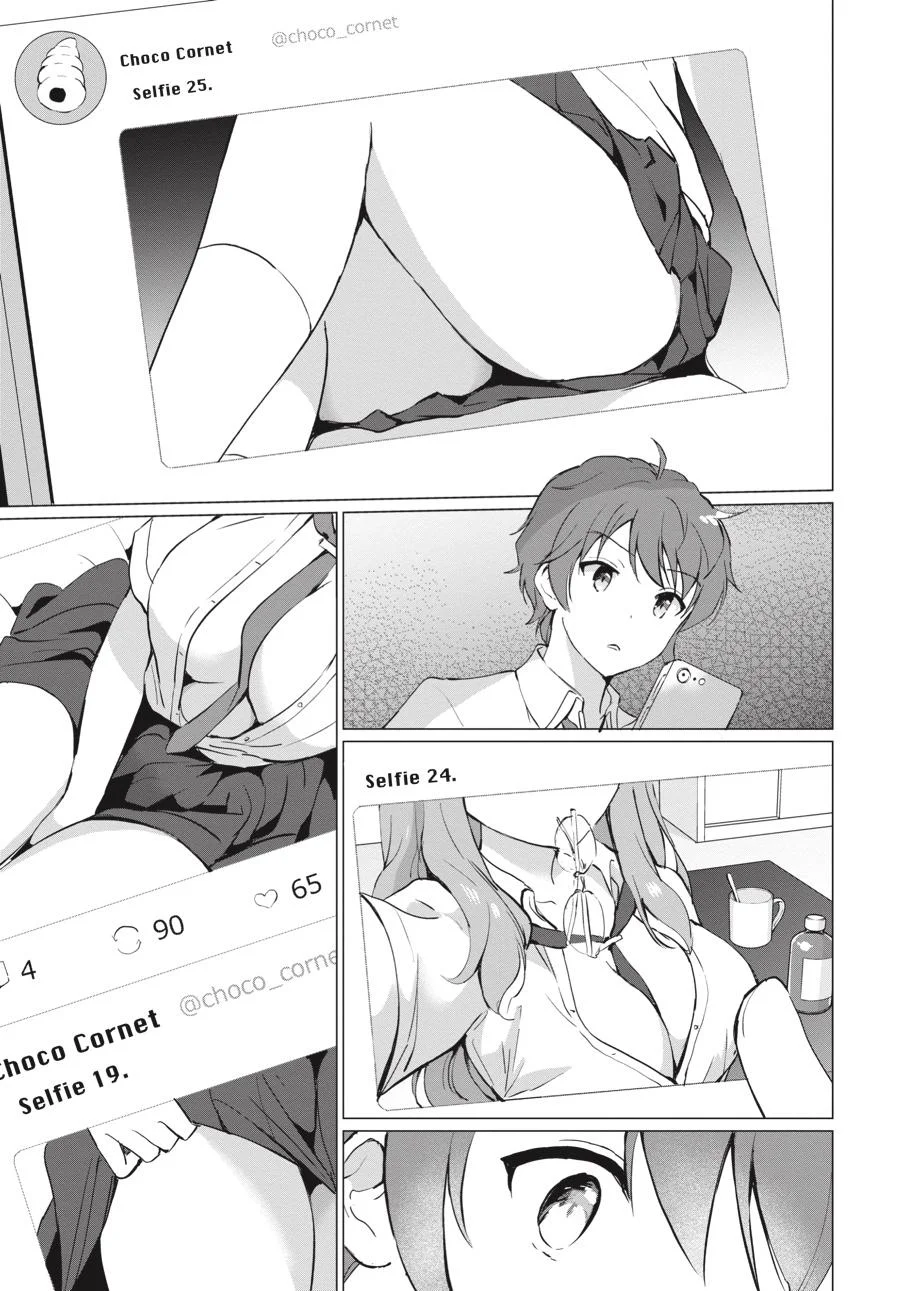 Choco Cornet @choco_cornet
Selfie 25.
4 90 65
Choco Cornet @choco_corne
Selfie 19.
Selfie 24.